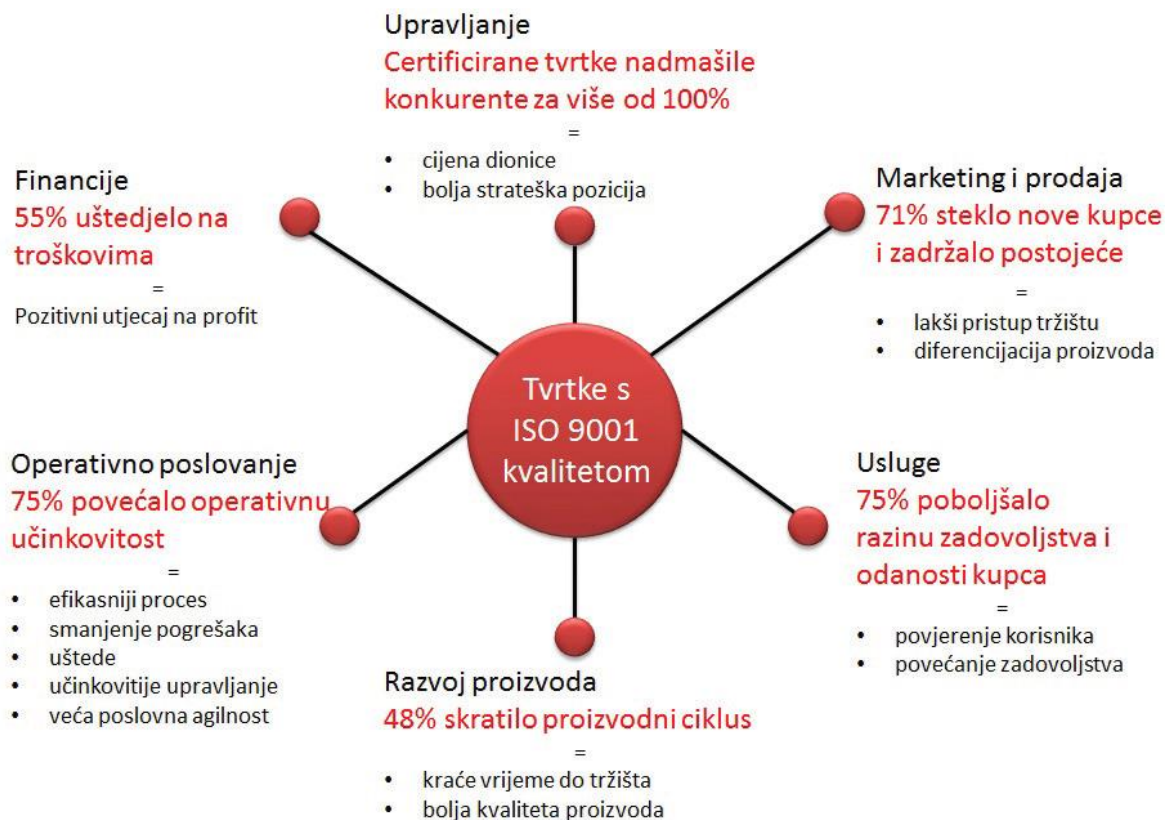 Upravljanje
Certificirane tvrtke nadmašile
konkurente za više od 100%
=
• cijena dionice
• bolja strateška pozicija
Financije
55% uštedjelo na
troškovima
=
Pozitivni utjecaj na profit
Marketing i prodaja
71% steklo nove kupce
i zadržalo postojeće
=
• lakši pristup tržištu
• diferencijacija proizvoda
Tvrtke s
ISO 9001
kvalitetom
Operativno poslovanje
75% povećalo operativnu
učinkovitost
=
• efikasniji proces
• smanjenje pogrešaka
• uštede
• učinkovitije upravljanje
• veća poslovna agilnost
Usluge
75% poboljšalo
razinu zadovoljstva i
odanosti kupca
=
• povjerenje korisnika
• povećanje zadovoljstva
Razvoj proizvoda
48% skratilo proizvodni ciklus
=
• kraće vrijeme do tržišta
• bolja kvaliteta proizvoda